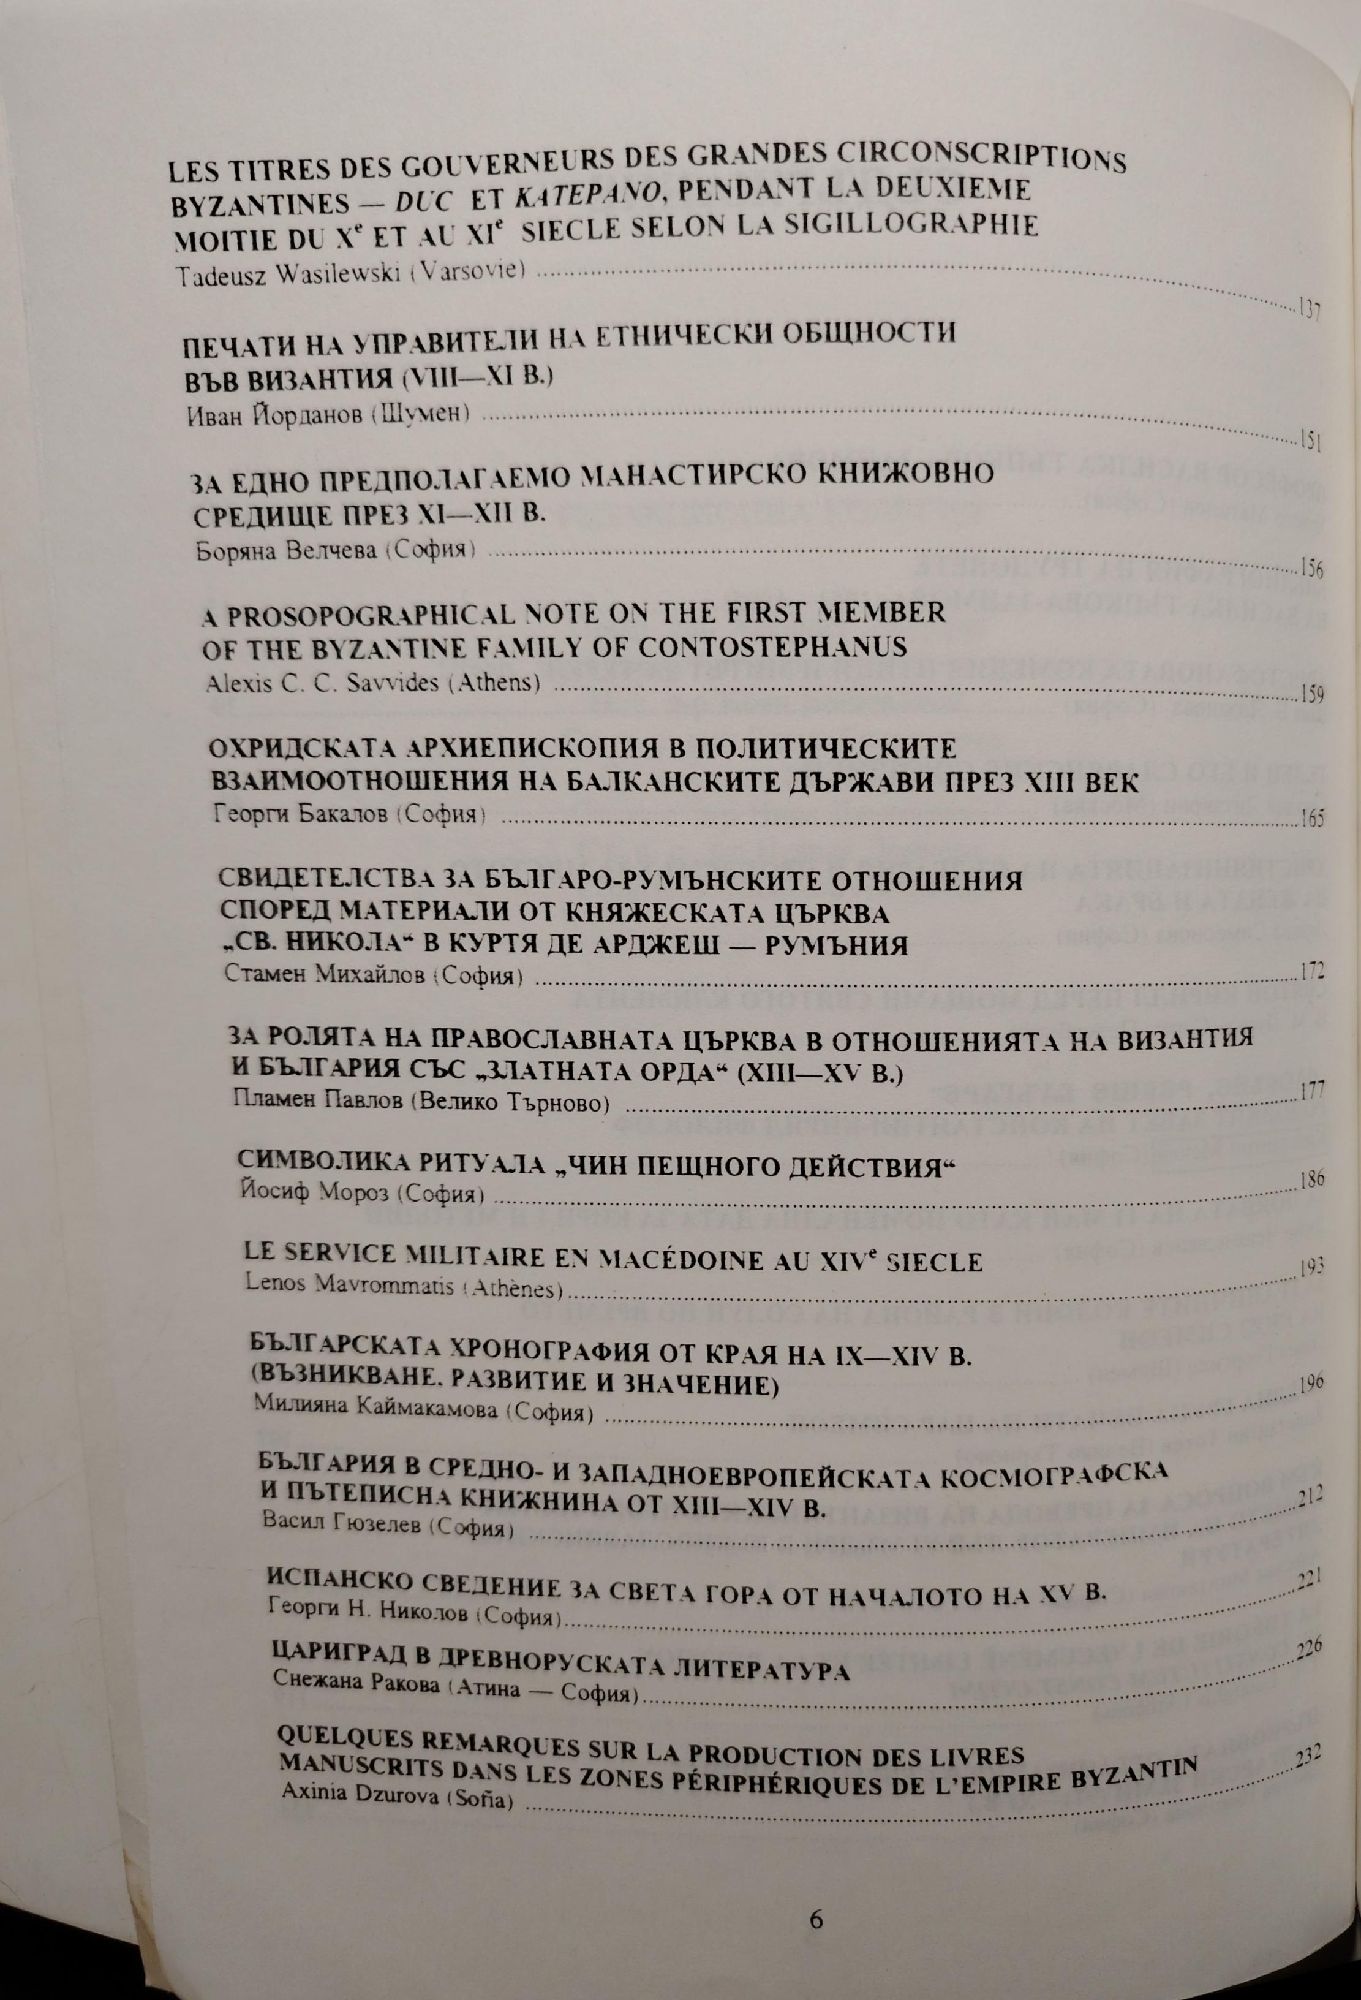 LES TITRES DES GOUVERNEURS DES GRANDES CIRCONSCRIPTIONS
BYZANTINES — DUC ET KATEPANO, PENDANT LA DEUXIEME
MOITIE DU Xe ET AU XIe SIECLE SELON LA SIGILLOGRAPHIE
Tadeusz Wasilewski (Varsovie) ... 137
ПЕЧАТИ НА УПРАВИТЕЛИ НА ЕТНИЧЕСКИ ОБЩНОСТИ
ВЪВ ВИЗАНТИЯ (VIII—XI В.)
Иван Йорданов (Шумен) ... 151
ЗА ЕДНО ПРЕДПОЛАГАЕМО МАНАСТИРСКО КНИЖОВНО
СРЕДИЩЕ ПРЕЗ XI—XII В.
Боряна Велчева (София) ... 156
A PROSOPOGRAPHICAL NOTE ON THE FIRST MEMBER
OF THE BYZANTINE FAMILY OF CONTOSTEPHANUS
Alexis C. C. Savvides (Athens) ... 159
ОХРИДСКАТА АРХИЕПИСКОПИЯ В ПОЛИТИЧЕСКИТЕ
ВЗАИМООТНОШЕНИЯ НА БАЛКАНСКИТЕ ДЪРЖАВИ ПРЕЗ XIII ВЕК
Георги Бакалов (София) ... 165
СВИДЕТЕЛСТВА ЗА БЪЛГАРО-РУМЪНСКИТЕ ОТНОШЕНИЯ
СПОРЕД МАТЕРИАЛИ ОТ КНЯЖЕСКАТА ЦЪРКВА
„СВ. НИКОЛА“ В КУРТЯ ДЕ АРДЖЕШ — РУМЪНИЯ
Стамен Михайлов (София) ... 172
ЗА РОЛЯТА НА ПРАВОСЛАВНАТА ЦЪРКВА В ОТНОШЕНИЯТА НА ВИЗАНТИЯ
И БЪЛГАРИЯ СЪС „ЗЛАТНАТА ОРДА“ (XIII—XV В.)
Пламен Павлов (Велико Търново) ... 177
СИМВОЛИКА РИТУАЛА „ЧИН ПЕЩНОГО ДЕЙСТВИЯ“
Йосиф Мороз (София) ... 186
LE SERVICE MILITAIRE EN MACÉDOINE AU XIVe SIECLE
Lenos Mavrommatis (Athènes) ... 193
БЪЛГАРСКАТА ХРОНОГРАФИЯ ОТ КРАЯ НА IX—XIV В.
(ВЪЗНИКВАНЕ, РАЗВИТИЕ И ЗНАЧЕНИЕ)
Милияна Каймакамова (София) ... 196
БЪЛГАРИЯ В СРЕДНО- И ЗАПАДНОЕВРОПЕЙСКАТА КОСМОГРАФСКА
И ПЪТЕПИСНА КНИЖНИНА ОТ XIII—XIV В.
Васил Гюзелев (София) ... 212
ИСПАНСКО СВЕДЕНИЕ ЗА СВЕТА ГОРА ОТ НАЧАЛОТО НА XV В.
Георги Н. Николов (София) ... 221
ЦАРИГРАД В ДРЕВНОРУСКАТА ЛИТЕРАТУРА
Снежана Ракова (Атина — София) ... 226
QUELQUES REMARQUES SUR LA PRODUCTION DES LIVRES
MANUSCRITS DANS LES ZONES PÉRIPHÉRIQUES DE L'EMPIRE BYZANTIN
Axinia Dzurova (Sofia) ... 232
6